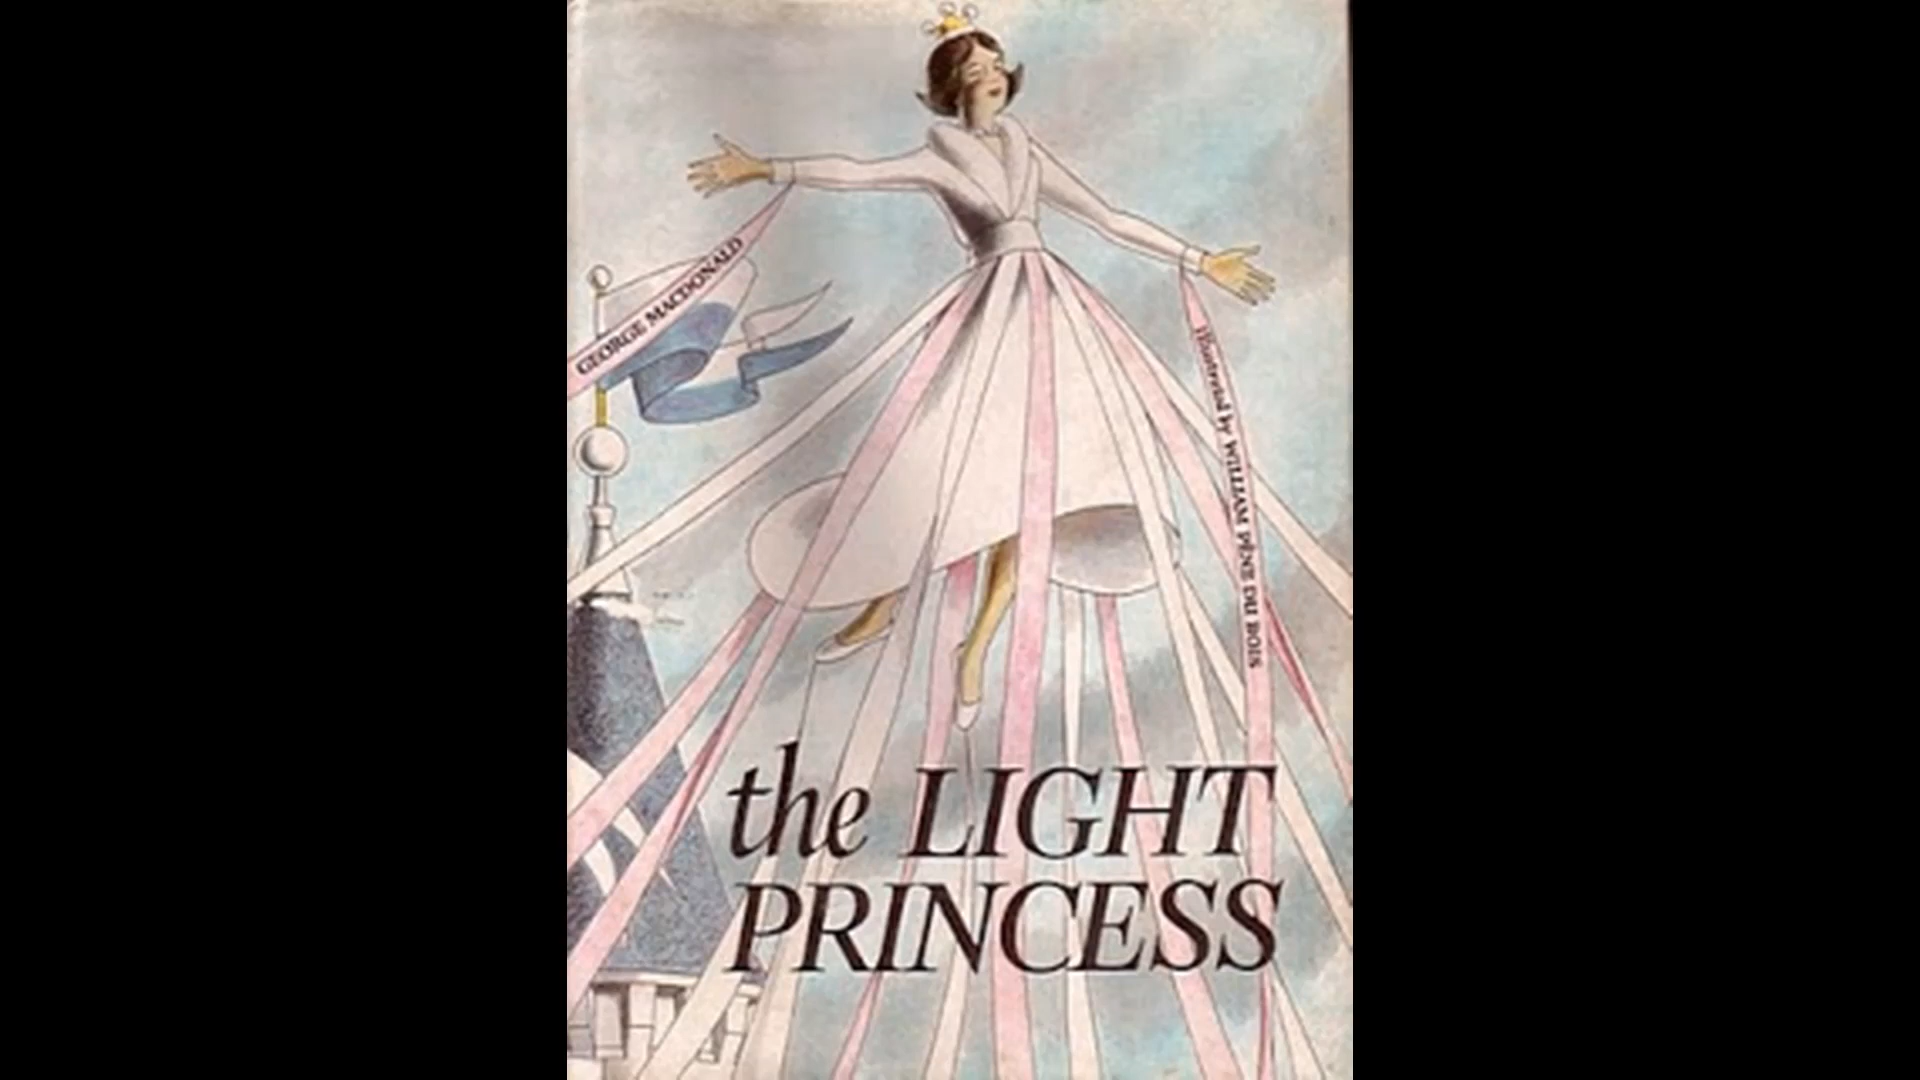 GEORGE MACDONALD
illustrated by WILLIAM PÈNE DU BOIS
the LIGHT
PRINCESS